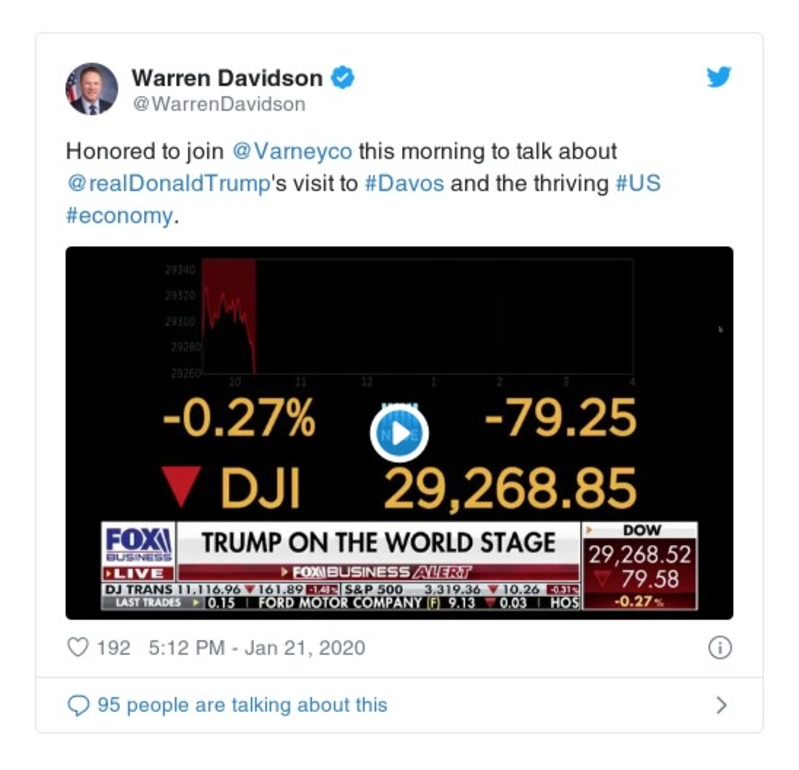 Warren Davidson
@WarrenDavidson
Honored to join @Varneyco this morning to talk about
@realDonaldTrump's visit to #Davos and the thriving #US
#economy.
29340
29320
29300
29280
29260
10 11 12 1 2 3 4
-0.27% -79.25
▼ DJI 29,268.85
FOX BUSINESS
LIVE
TRUMP ON THE WORLD STAGE
FOX BUSINESS ALERT
DOW
29,268.52
▼ 79.58
-0.27%
DJ TRANS 11,116.96 ▼ 161.89 -1.43% S&P 500 3,319.36 ▼ 10.26 -0.31%
LAST TRADES 0.15 FORD MOTOR COMPANY (F) 9.13 ▼ 0.03 HOS
192 5:12 PM - Jan 21, 2020
95 people are talking about this